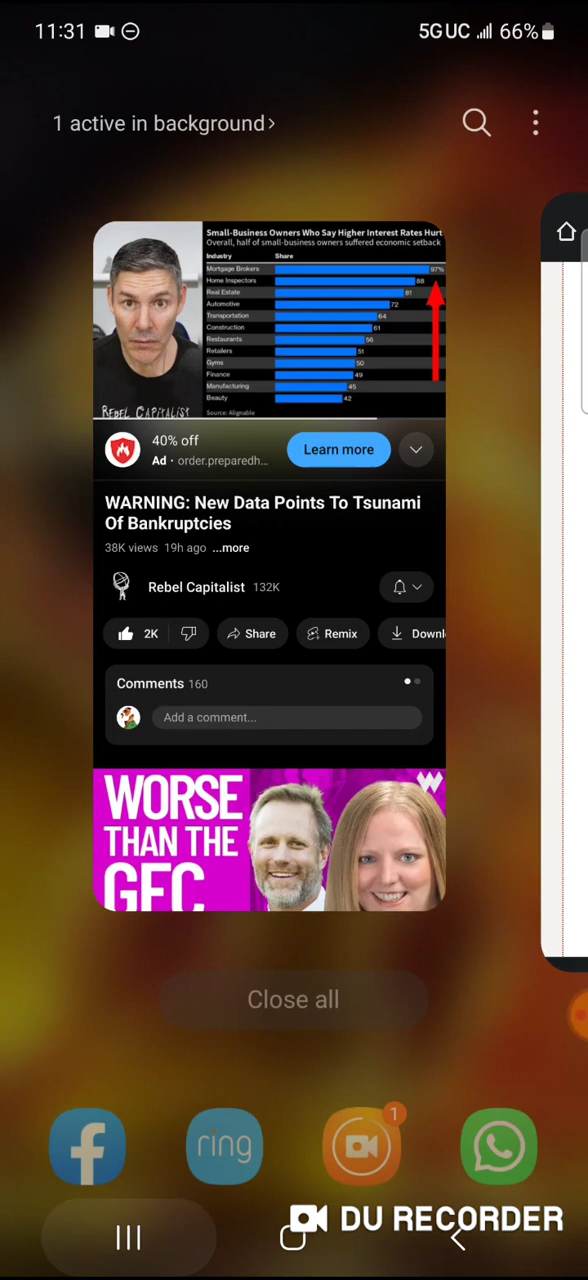 11:31
5G UC 66%
1 active in background>
Small-Business Owners Who Say Higher Interest Rates Hurt
Overall, half of small-business owners suffered economic setback
Industry Share
Mortgage Brokers 97%
Home Inspectors 88
Real Estate 81
Automotive 72
Transportation 64
Construction 61
Restaurants 56
Retailers 51
Gyms 50
Finance 49
Manufacturing 45
Beauty 42
Source: Alignable
REBEL CAPITALIST
40% off
Ad · order.preparedh...
Learn more
WARNING: New Data Points To Tsunami
Of Bankruptcies
38K views 19h ago ...more
Rebel Capitalist 132K
2K
Share
Remix
Downl
Comments 160
Add a comment...
WORSE
THAN THE
GFC
W
Close all
f
ring
1
DU RECORDER